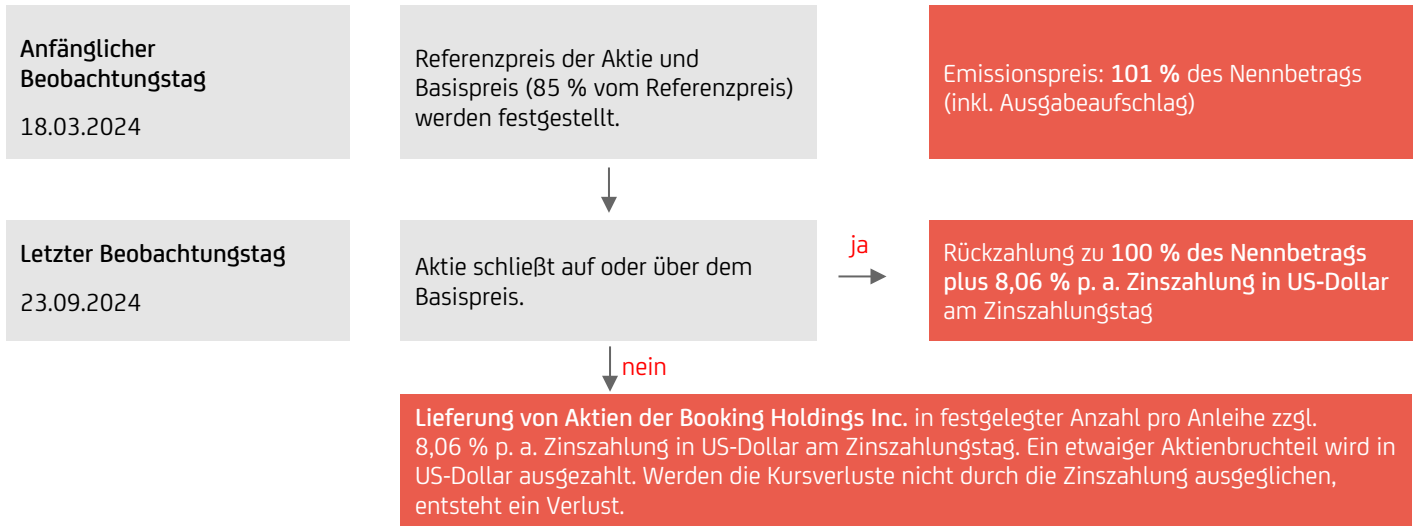 Anfänglicher
Beobachtungstag
18.03.2024
Referenzpreis der Aktie und
Basispreis (85 % vom Referenzpreis)
werden festgestellt.
Emissionspreis: 101 % des Nennbetrags
(inkl. Ausgabeaufschlag)
Letzter Beobachtungstag
23.09.2024
Aktie schließt auf oder über dem
Basispreis.
ja
Rückzahlung zu 100 % des Nennbetrags
plus 8,06 % p. a. Zinszahlung in US-Dollar
am Zinszahlungstag
nein
Lieferung von Aktien der Booking Holdings Inc. in festgelegter Anzahl pro Anleihe zzgl.
8,06 % p. a. Zinszahlung in US-Dollar am Zinszahlungstag. Ein etwaiger Aktienbruchteil wird in
US-Dollar ausgezahlt. Werden die Kursverluste nicht durch die Zinszahlung ausgeglichen,
entsteht ein Verlust.